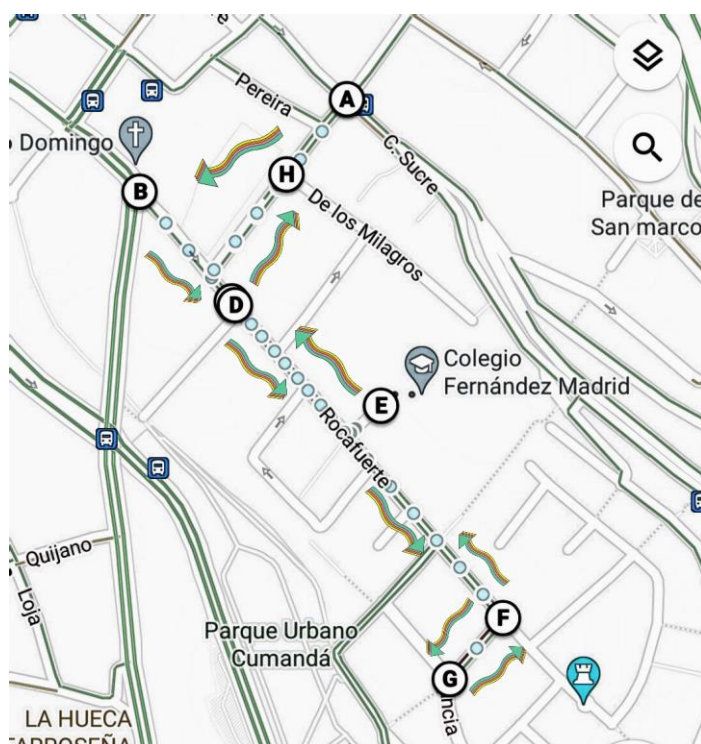 Pereira
A
C. Sucre
Domingo
H
B
De los Milagros
Parque de
San marco
D
Colegio
Fernández Madrid
E
Rocafuerte
Quijano
Loja
F
Parque Urbano
Cumandá
G
ncia
LA HUECA